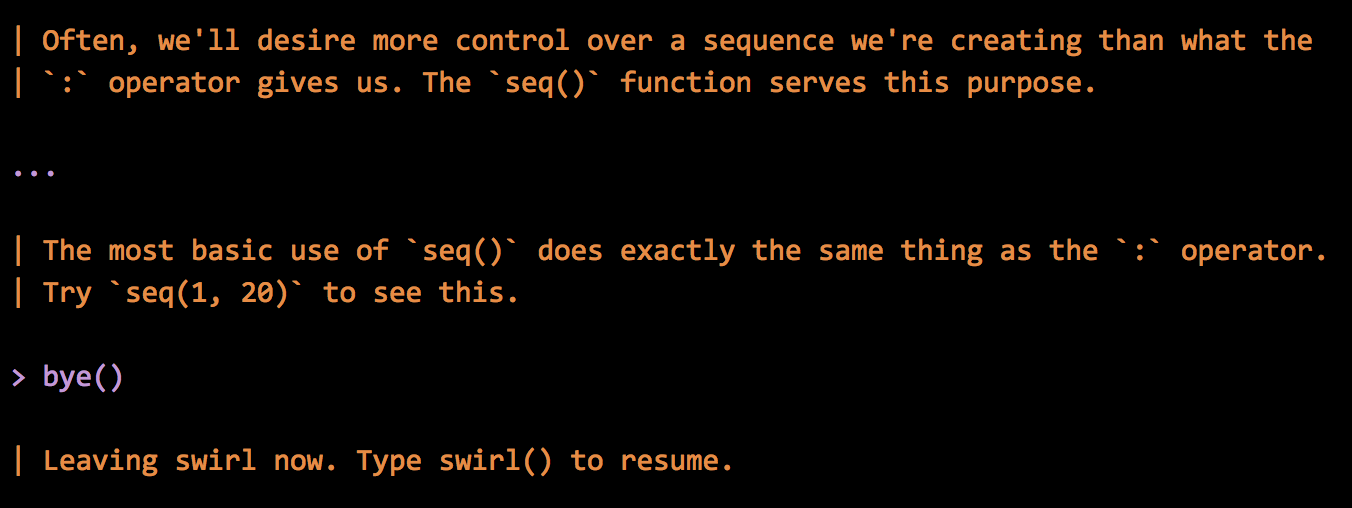 | Often, we'll desire more control over a sequence we're creating than what the
| `:` operator gives us. The `seq()` function serves this purpose.
...
| The most basic use of `seq()` does exactly the same thing as the `:` operator.
| Try `seq(1, 20)` to see this.
> bye()
| Leaving swirl now. Type swirl() to resume.